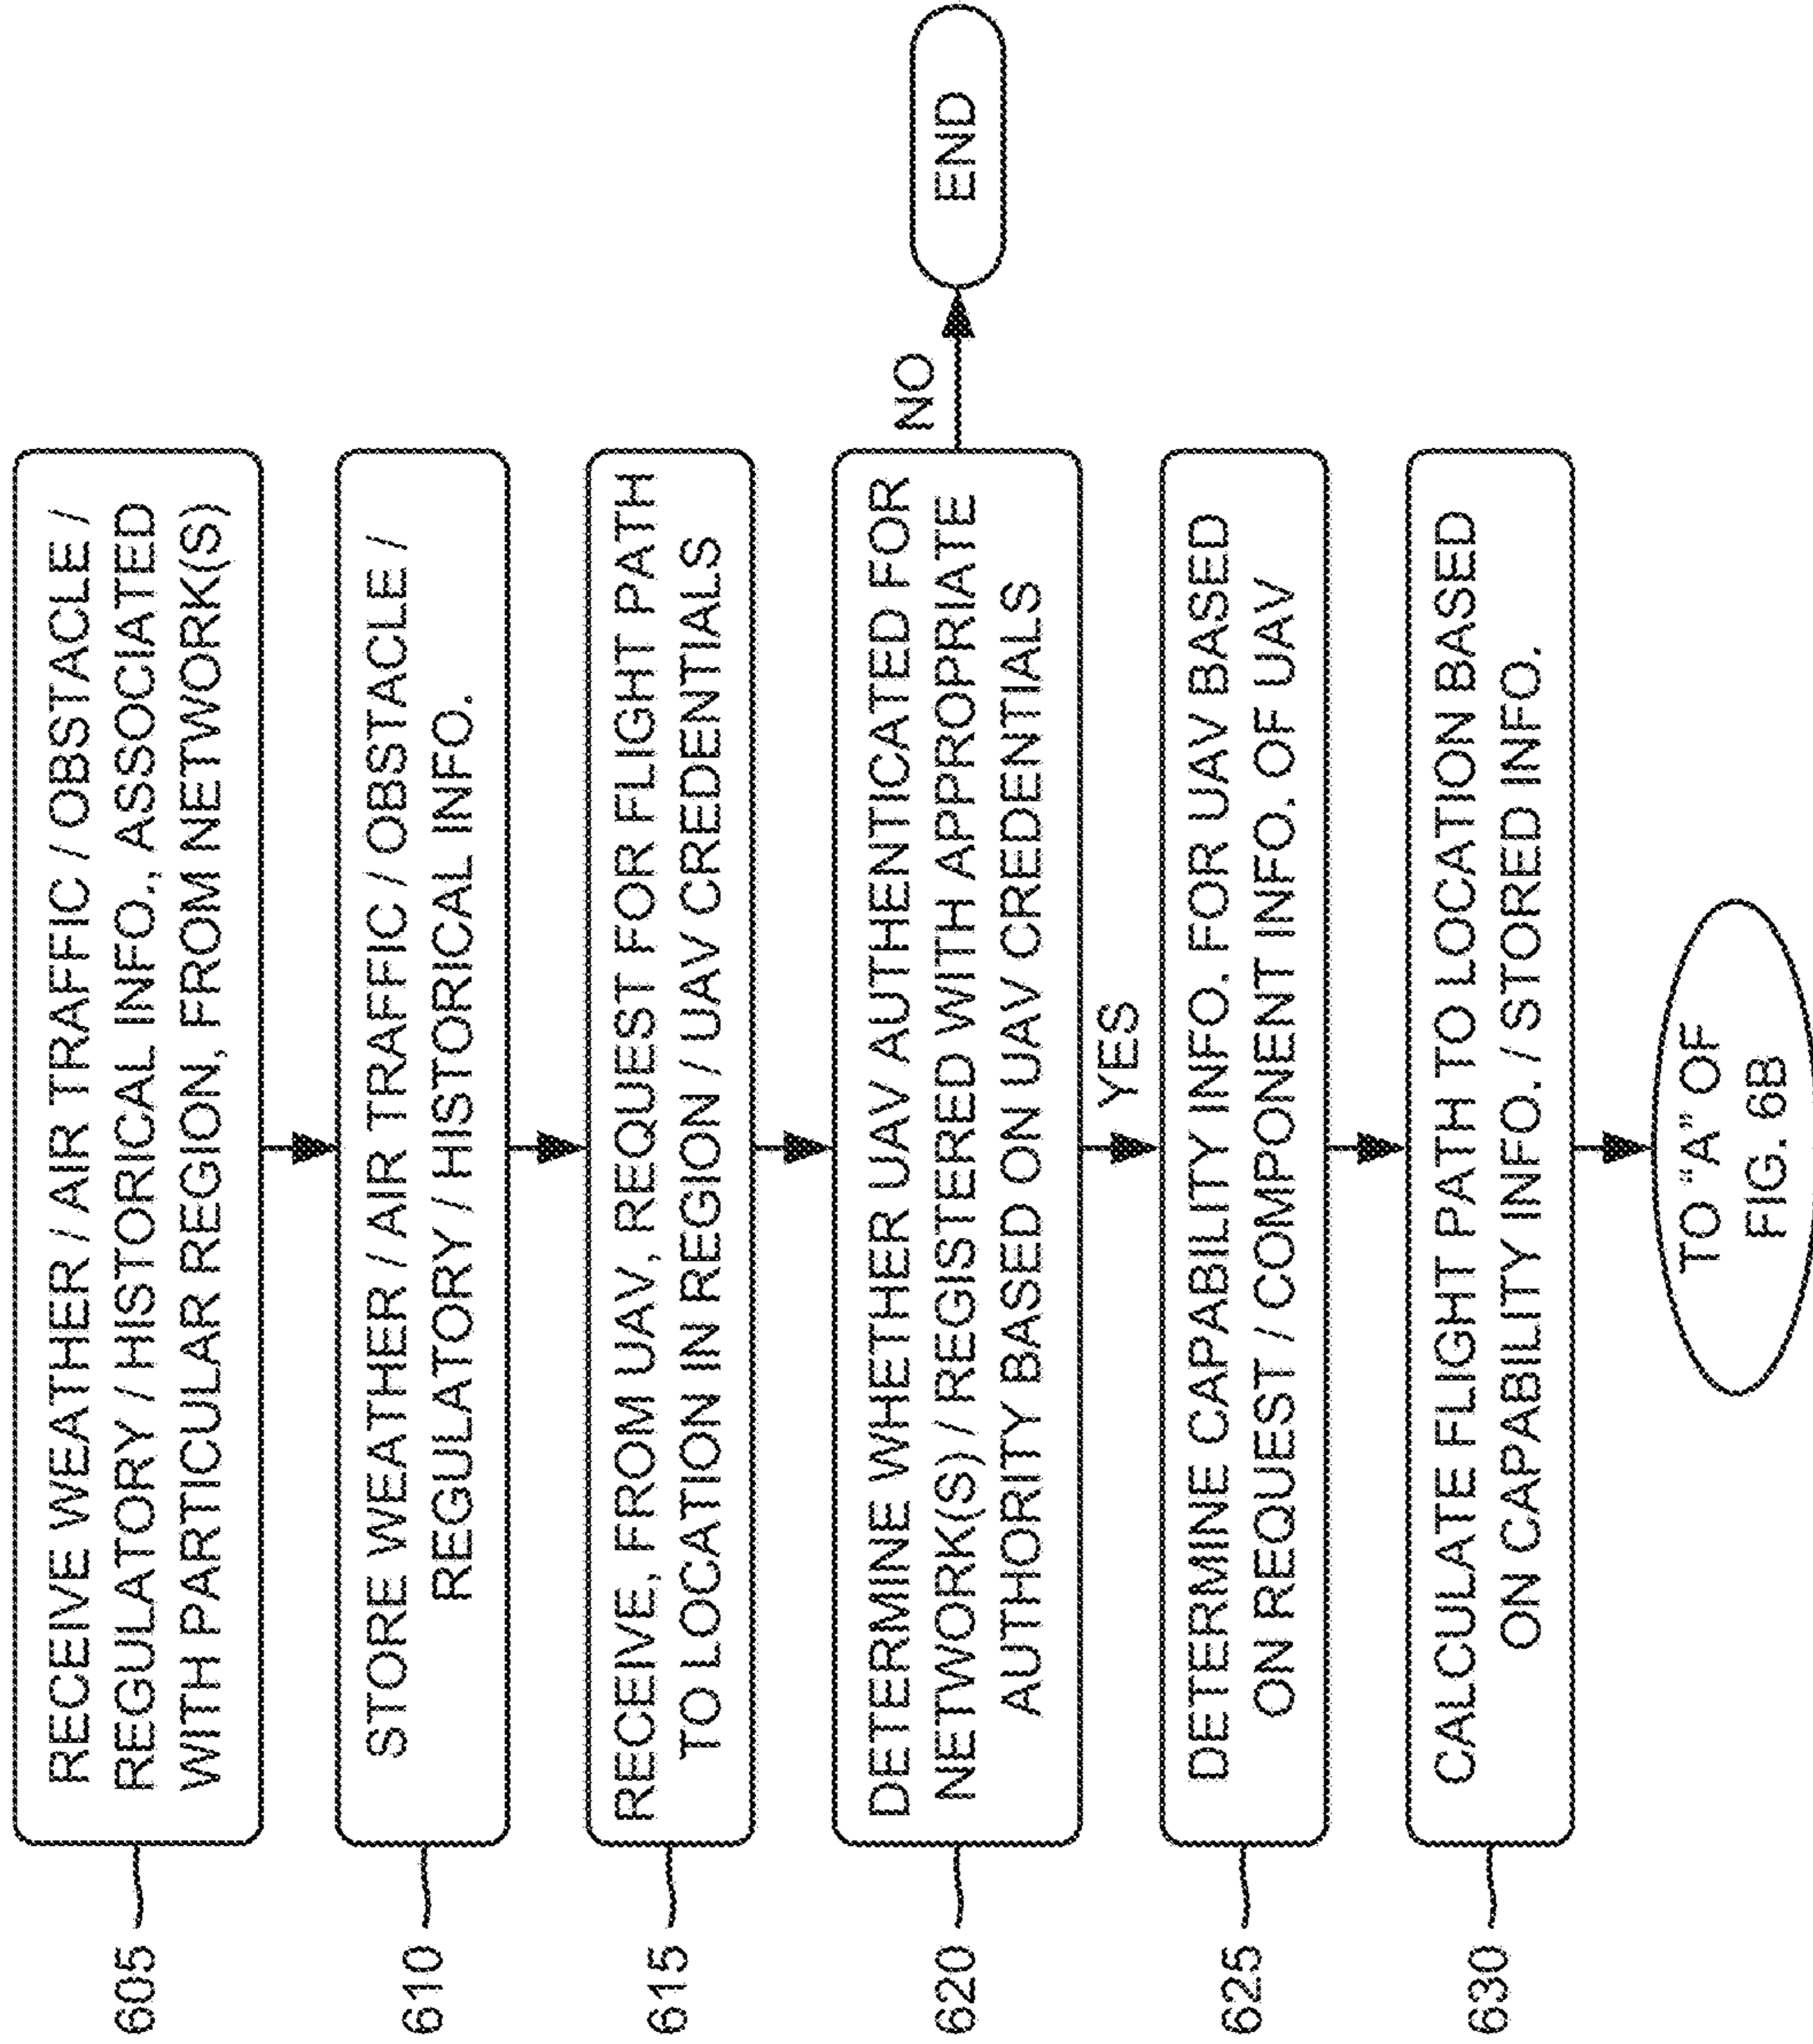 605
RECEIVE WEATHER / AIR TRAFFIC / OBSTACLE /
REGULATORY / HISTORICAL INFO., ASSOCIATED
WITH PARTICULAR REGION, FROM NETWORK(S)
610
STORE WEATHER / AIR TRAFFIC / OBSTACLE /
REGULATORY / HISTORICAL INFO.
615
RECEIVE, FROM UAV, REQUEST FOR FLIGHT PATH
TO LOCATION IN REGION / UAV CREDENTIALS
620
DETERMINE WHETHER UAV AUTHENTICATED FOR
NETWORK(S) / REGISTERED WITH APPROPRIATE
AUTHORITY BASED ON UAV CREDENTIALS
NO
END
YES
625
DETERMINE CAPABILITY INFO. FOR UAV BASED
ON REQUEST / COMPONENT INFO. OF UAV
630
CALCULATE FLIGHT PATH TO LOCATION BASED
ON CAPABILITY INFO. / STORED INFO.
TO “A” OF
FIG. 6B